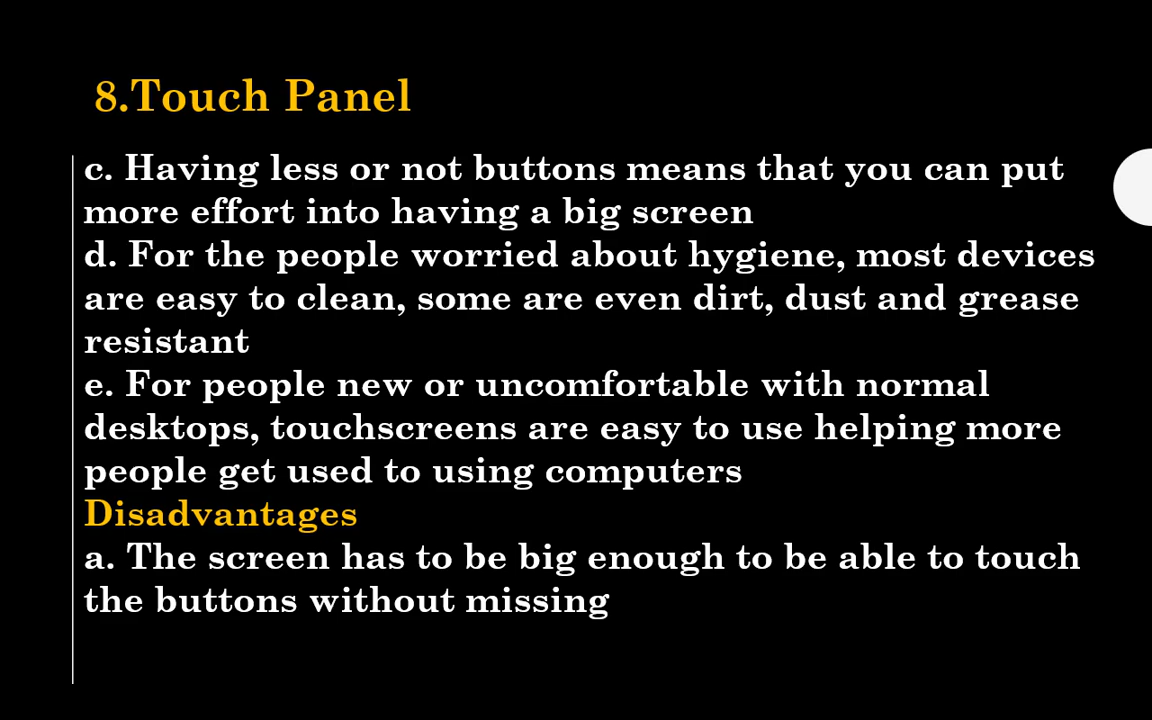 8.Touch Panel
c. Having less or not buttons means that you can put
more effort into having a big screen
d. For the people worried about hygiene, most devices
are easy to clean, some are even dirt, dust and grease
resistant
e. For people new or uncomfortable with normal
desktops, touchscreens are easy to use helping more
people get used to using computers
Disadvantages
a. The screen has to be big enough to be able to touch
the buttons without missing